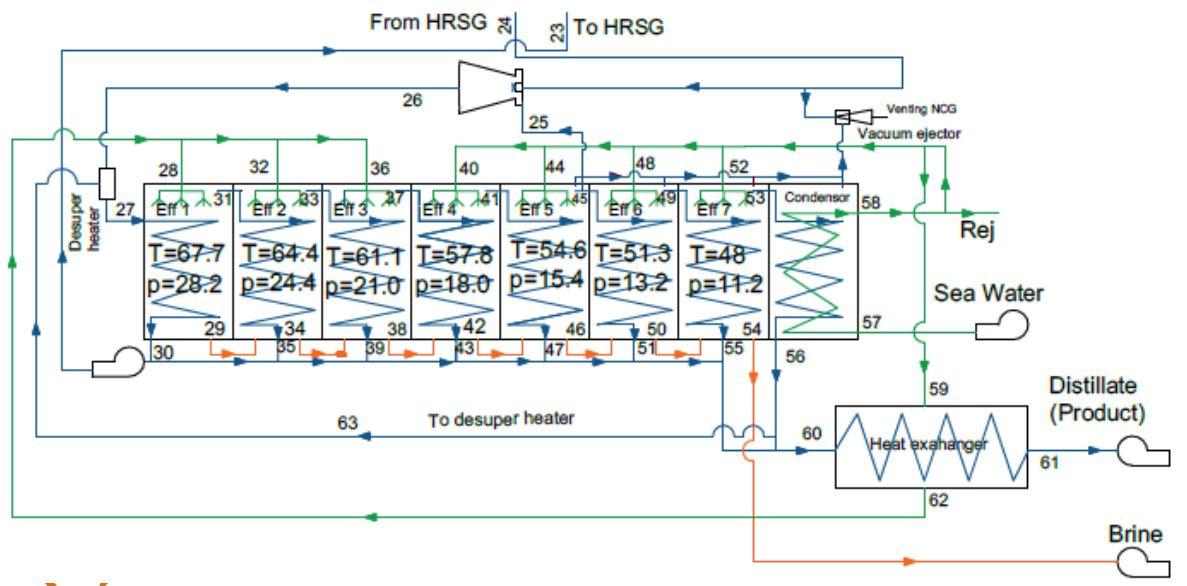 From HRSG
24
23
To HRSG
26
25
Venting NCG
Vacuum ejector
28
32
36
40
44
48
52
27
Desuper
heater
31
33
37
41
45
49
53
Condensor
58
Eff 1
Eff 2
Eff 3
Eff 4
Eff 5
Eff 6
Eff 7
Rej
T=67.7
T=64.4
T=61.1
T=57.8
T=54.6
T=51.3
T=48
p=28.2
p=24.4
p=21.0
p=18.0
p=15.4
p=13.2
p=11.2
Sea Water
57
29
34
38
42
46
50
54
30
35
39
43
47
51
55
56
59
Distillate
(Product)
63
To desuper heater
60
Heat exahanger
61
62
Brine